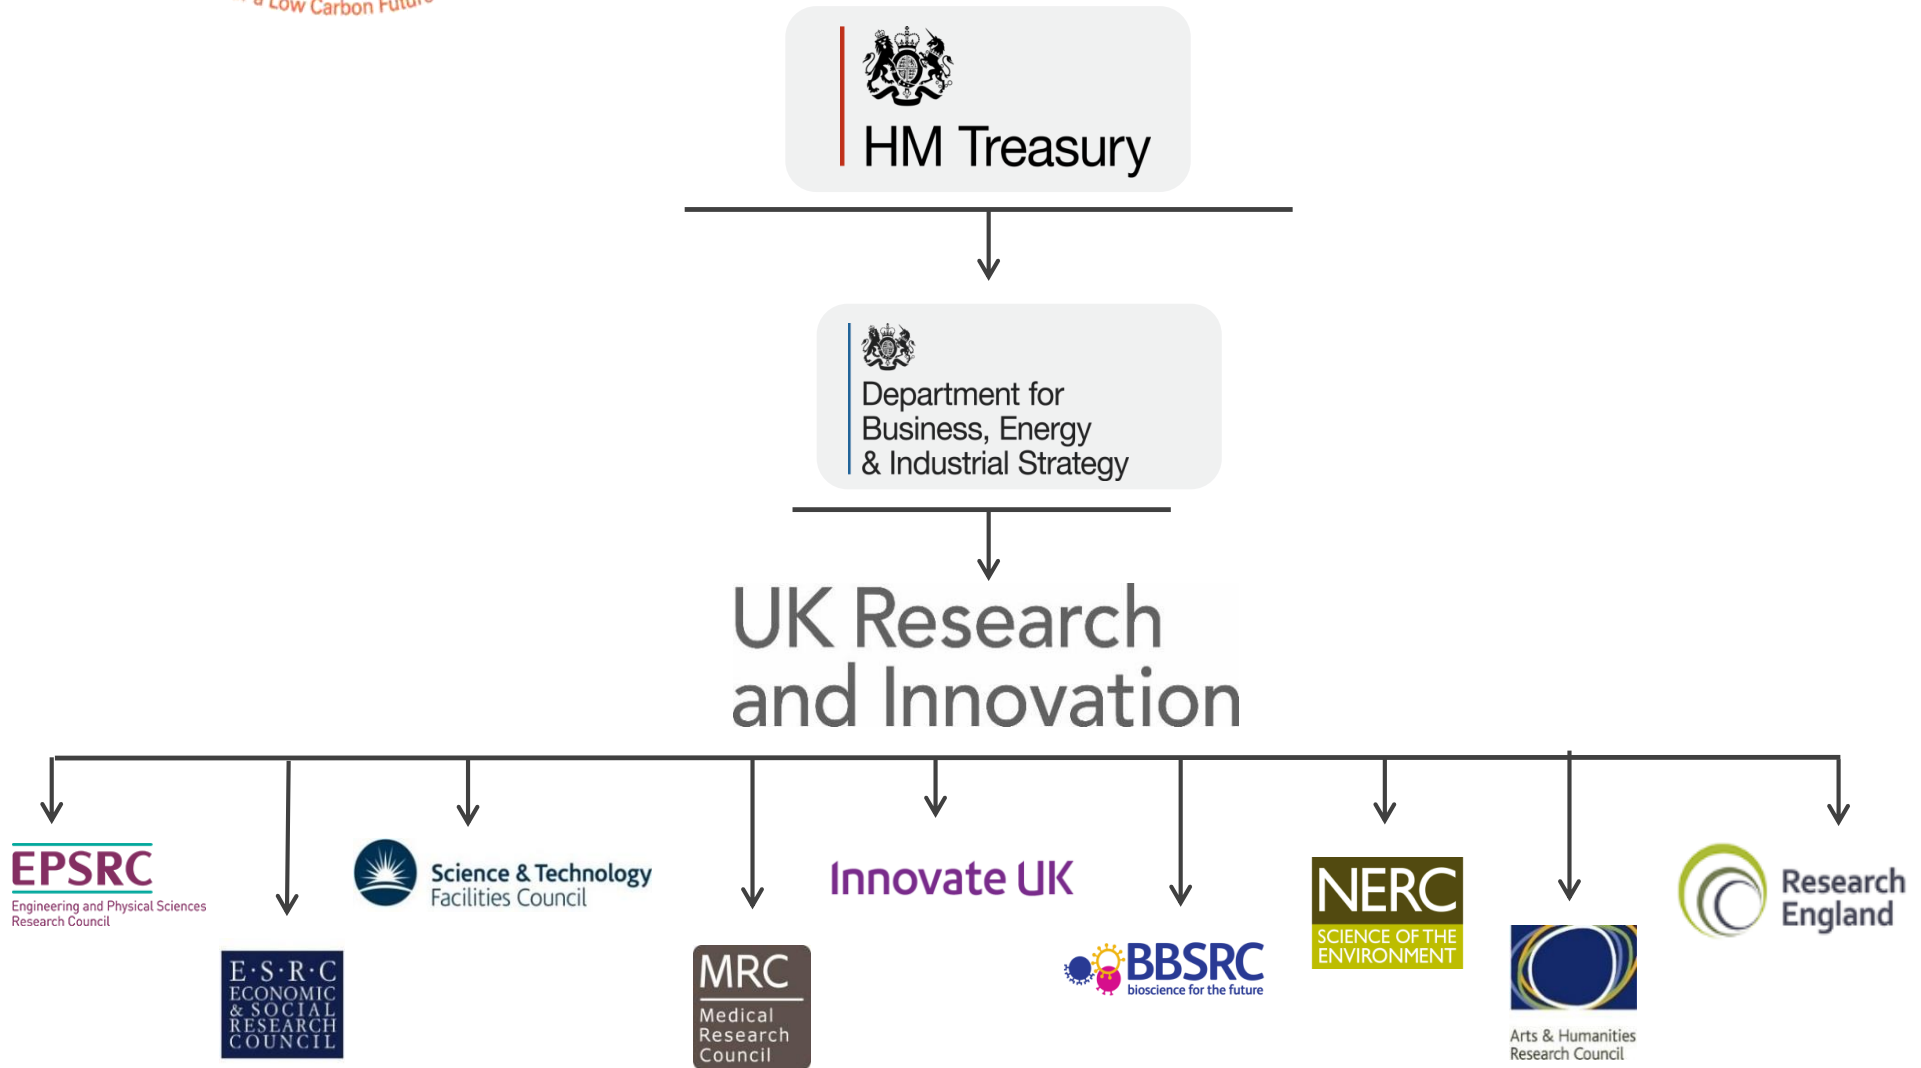 a Low Carbon Future
HM Treasury
Department for
Business, Energy
& Industrial Strategy
UK Research
and Innovation
EPSRC
Engineering and Physical Sciences
Research Council
E·S·R·C
ECONOMIC
& SOCIAL
RESEARCH
COUNCIL
Science & Technology
Facilities Council
MRC
Medical
Research
Council
Innovate UK
BBSRC
bioscience for the future
NERC
SCIENCE OF THE
ENVIRONMENT
Arts & Humanities
Research Council
Research
England